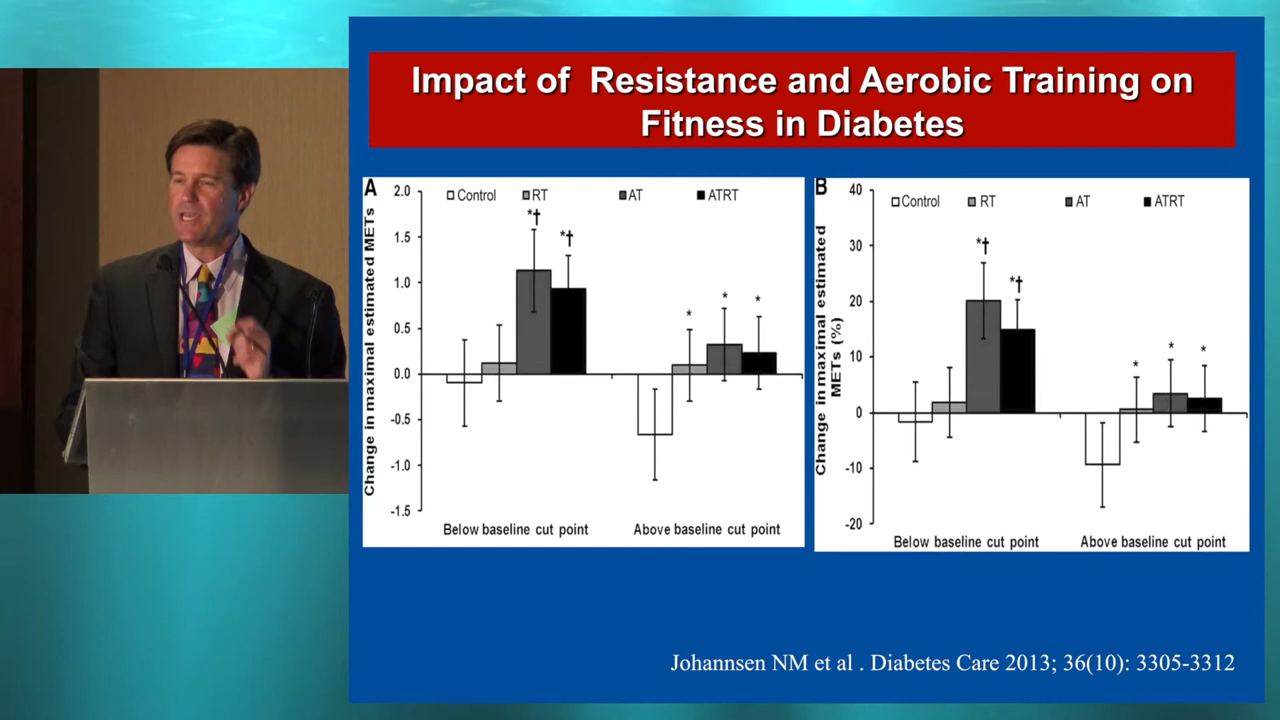 Impact of Resistance and Aerobic Training on
Fitness in Diabetes
A
Control RT AT ATRT
Change in maximal estimated METs
2.0
1.5
1.0
0.5
0.0
-0.5
-1.0
-1.5
*†
*†
*
*
*
Below baseline cut point Above baseline cut point
B
Control RT AT ATRT
Change in maximal estimated
METs (%)
40
30
20
10
0
-10
-20
*†
*†
*
*
*
Below baseline cut point Above baseline cut point
Johannsen NM et al . Diabetes Care 2013; 36(10): 3305-3312